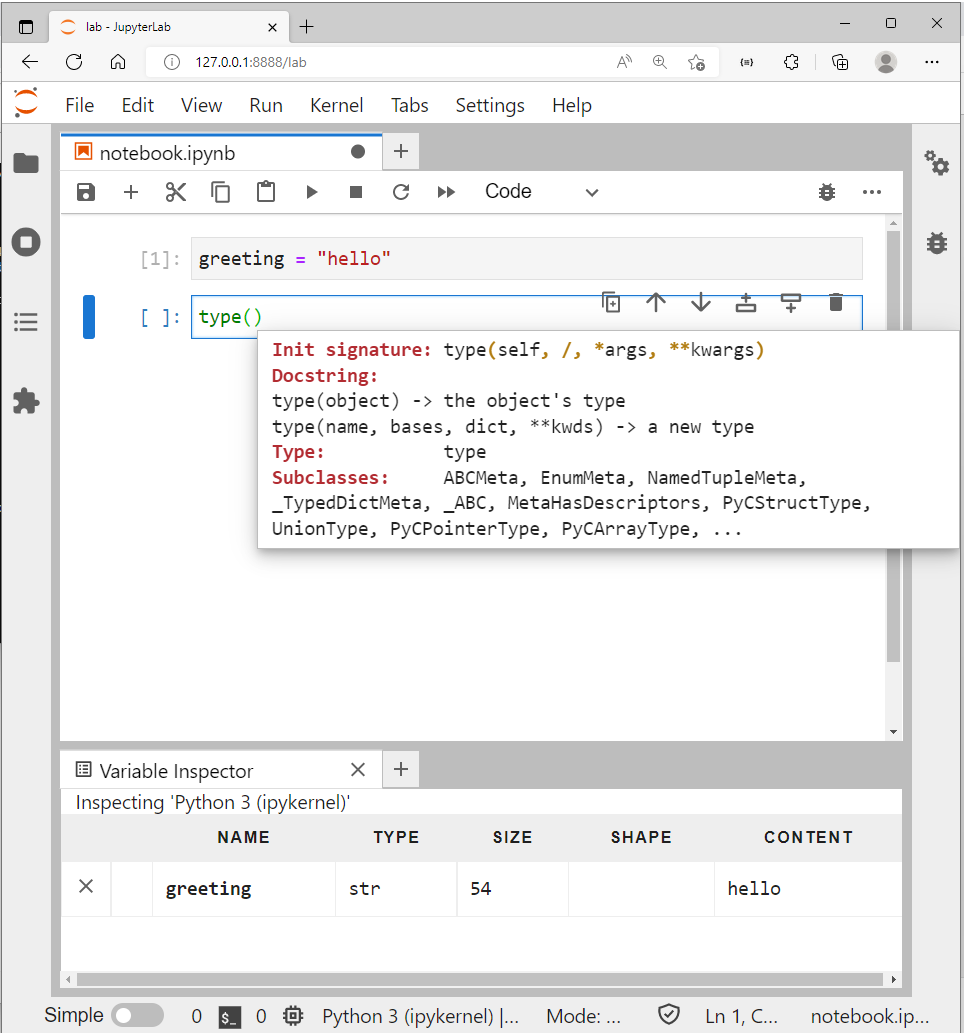 lab - JupyterLab
127.0.0.1:8888/lab
File Edit View Run Kernel Tabs Settings Help
notebook.ipynb
Code
[1]: greeting = "hello"
[ ]: type()
Init signature: type(self, /, *args, **kwargs)
Docstring:
type(object) -> the object's type
type(name, bases, dict, **kwds) -> a new type
Type: type
Subclasses: ABCMeta, EnumMeta, NamedTupleMeta,
_TypedDictMeta, _ABC, MetaHasDescriptors, PyCStructType,
UnionType, PyCPointerType, PyCArrayType, ...
Variable Inspector
Inspecting 'Python 3 (ipykernel)'
NAME TYPE SIZE SHAPE CONTENT
greeting str 54 hello
Simple 0 $_ 0 Python 3 (ipykernel) |... Mode: ... Ln 1, C... notebook.ip...